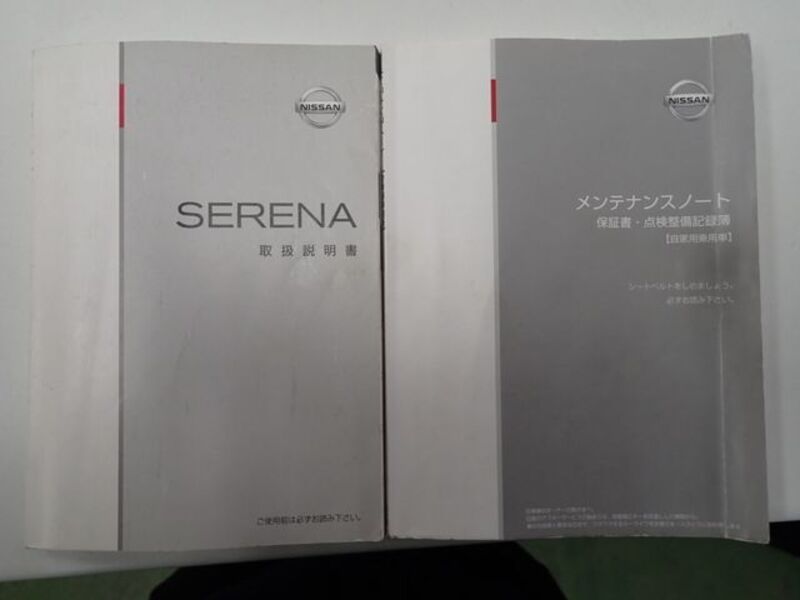 NISSAN
SERENA
取扱説明書
ご使用前は必ずお読み下さい。
NISSAN
メンテナンスノート
保証書・点検整備記録簿
【自家用乗用車】
シートベルトをしめましょう。
必ずお読み下さい。